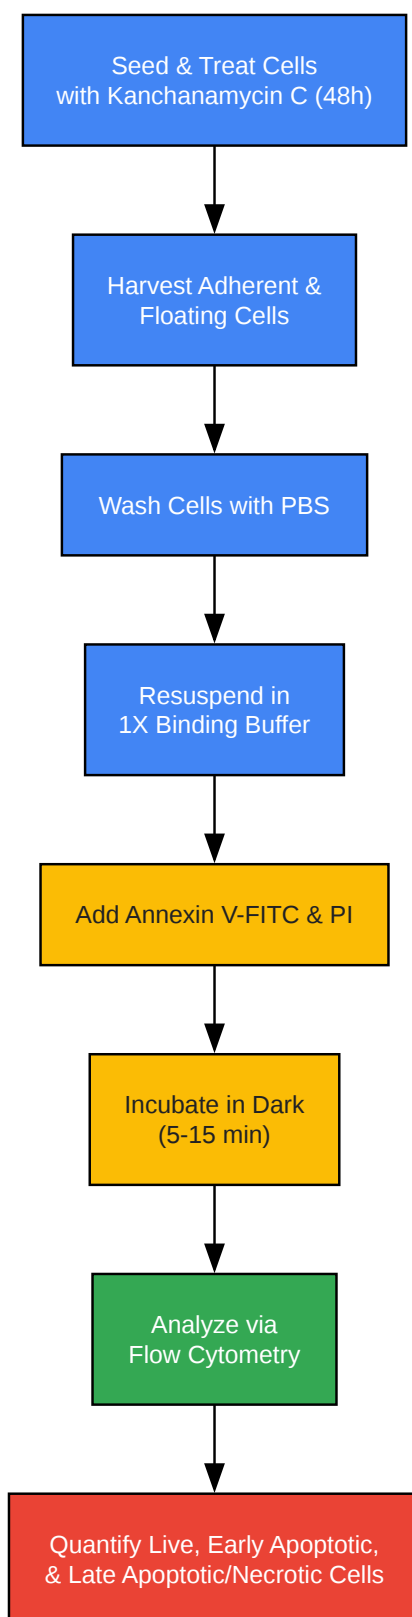 Seed & Treat Cells
with Kanchanamycin C (48h)
Harvest Adherent &
Floating Cells
Wash Cells with PBS
Resuspend in
1X Binding Buffer
Add Annexin V-FITC & PI
Incubate in Dark
(5-15 min)
Analyze via
Flow Cytometry
Quantify Live, Early Apoptotic,
& Late Apoptotic/Necrotic Cells